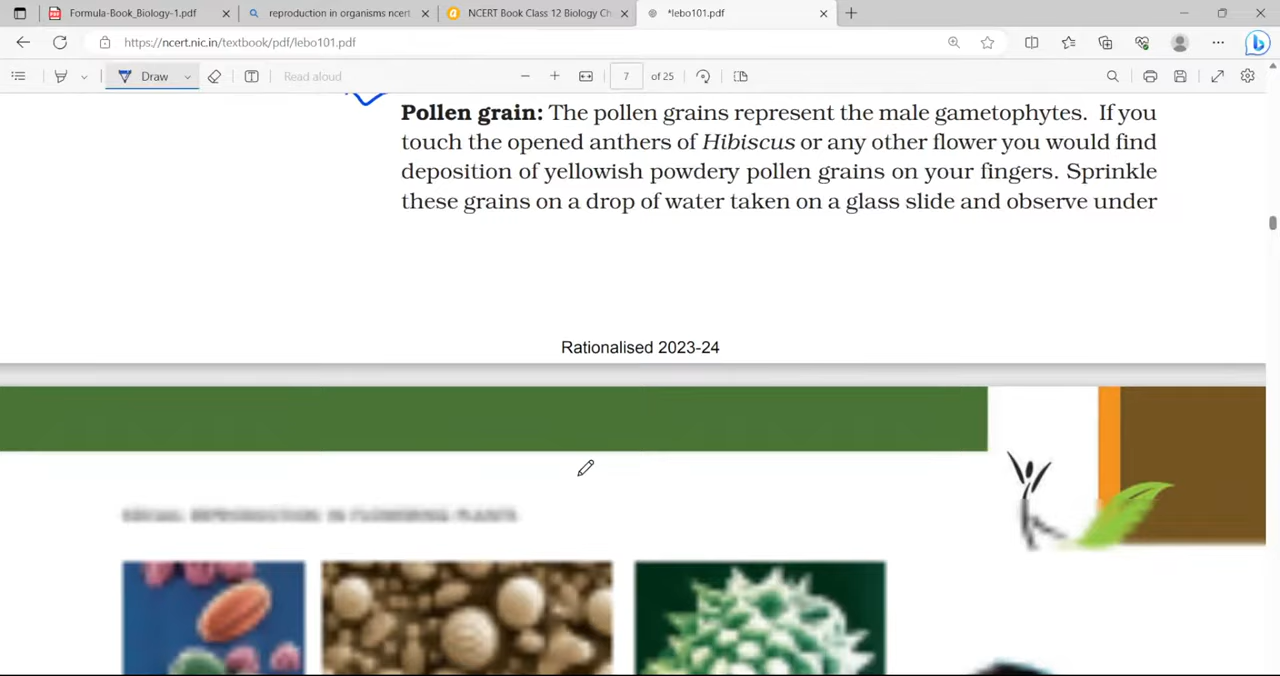 Formula-Book_Biology-1.pdf
reproduction in organisms ncert
NCERT Book Class 12 Biology Ch
*lebo101.pdf
https://ncert.nic.in/textbook/pdf/lebo101.pdf
Draw
Read aloud
7
of 25
Pollen grain: The pollen grains represent the male gametophytes. If you
touch the opened anthers of Hibiscus or any other flower you would find
deposition of yellowish powdery pollen grains on your fingers. Sprinkle
these grains on a drop of water taken on a glass slide and observe under
Rationalised 2023-24
REPRODUCTION IN FLOWERING PLANTS